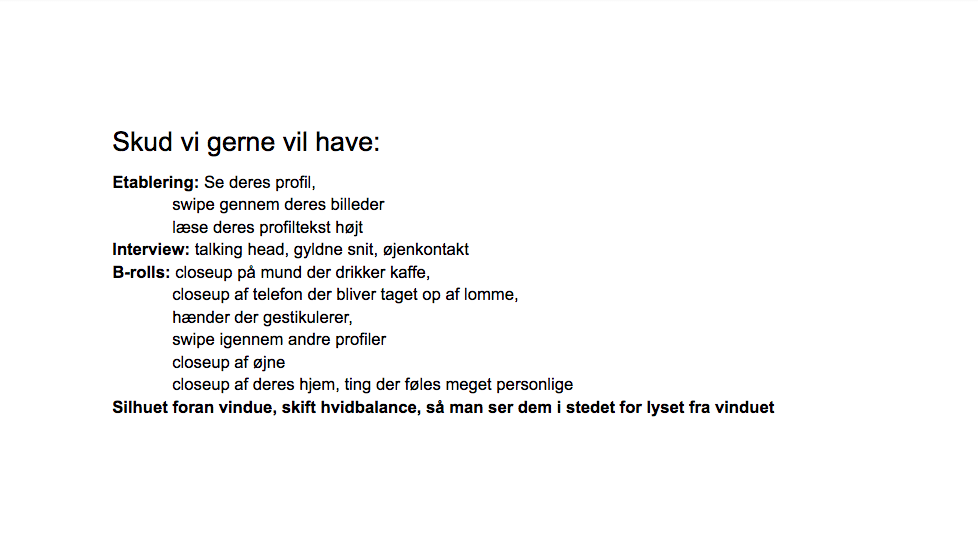 Skud vi gerne vil have:
Etablering: Se deres profil,
swipe gennem deres billeder
læse deres profiltekst højt
Interview: talking head, gyldne snit, øjenkontakt
B-rolls: closeup på mund der drikker kaffe,
closeup af telefon der bliver taget op af lomme,
hænder der gestikulerer,
swipe igennem andre profiler
closeup af øjne
closeup af deres hjem, ting der føles meget personlige
Silhuet foran vindue, skift hvidbalance, så man ser dem i stedet for lyset fra vinduet